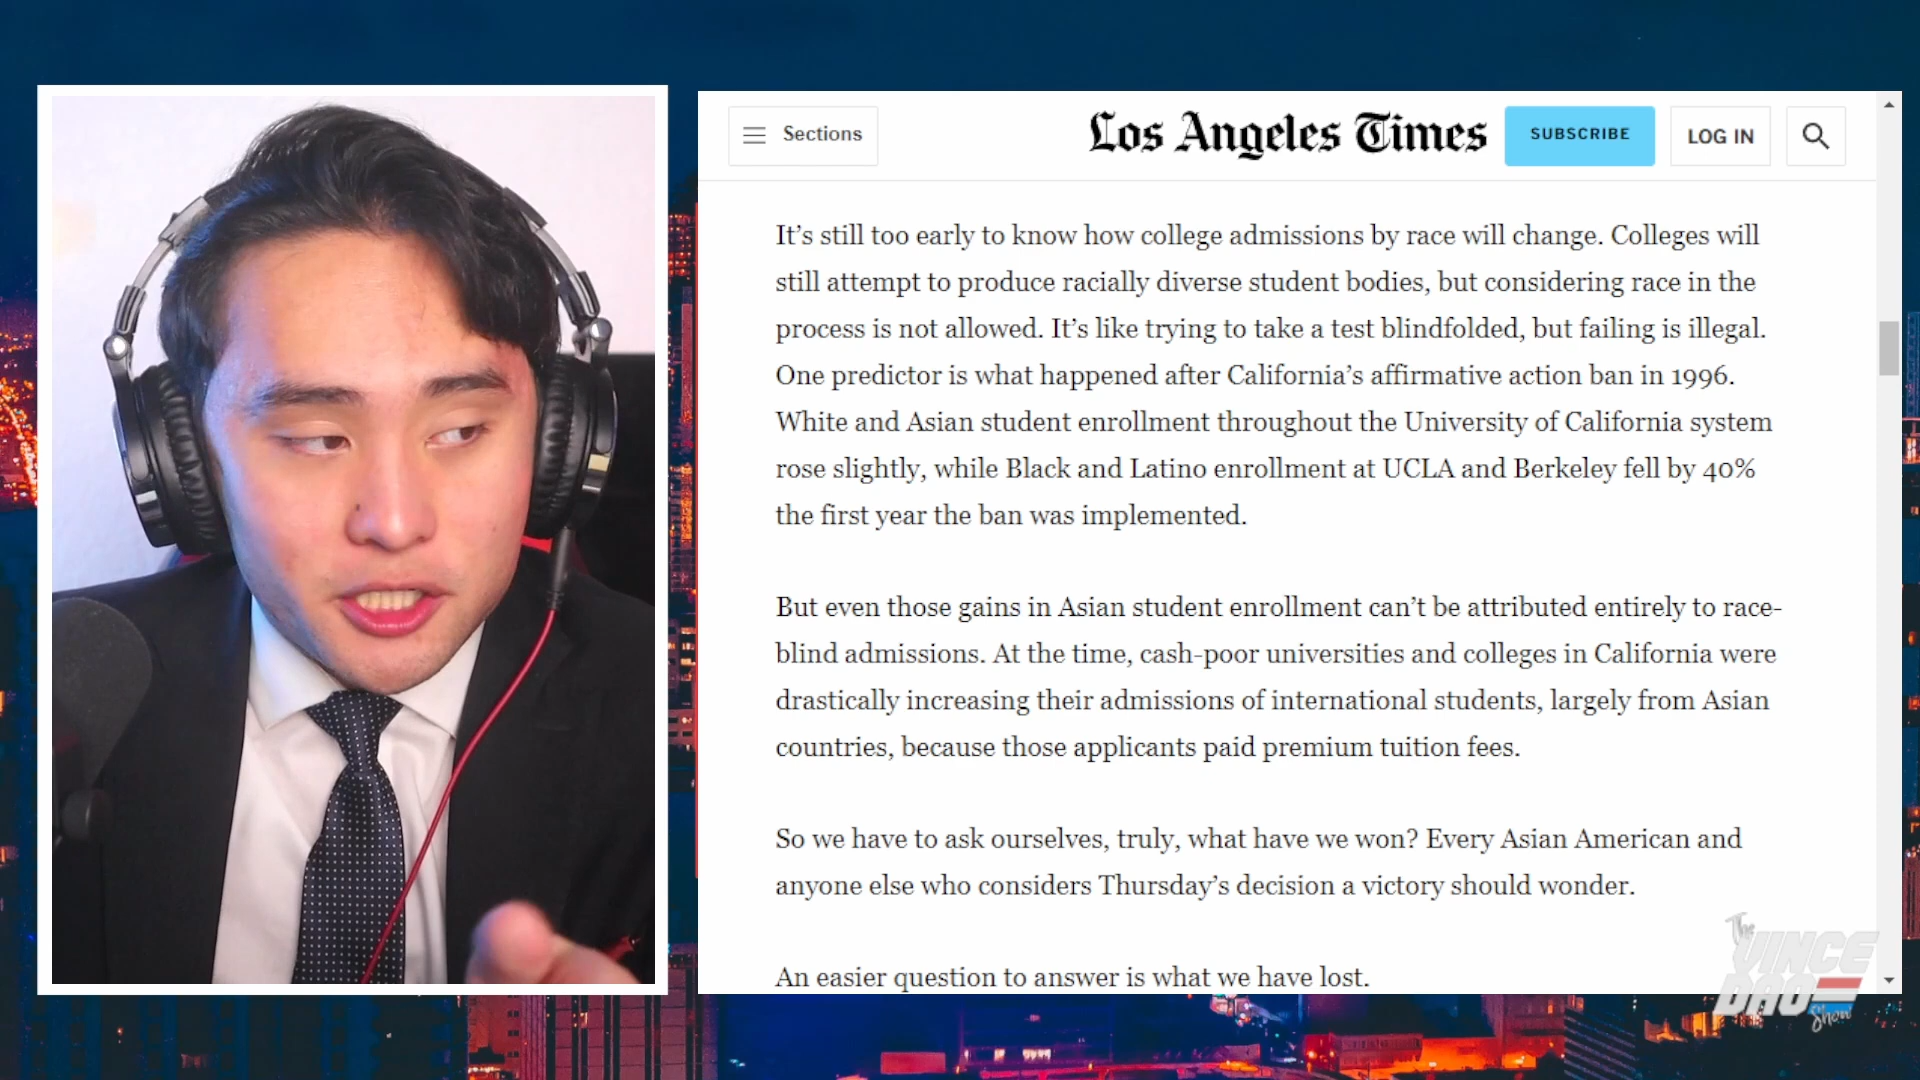 Sections
Los Angeles Times
SUBSCRIBE
LOG IN
It’s still too early to know how college admissions by race will change. Colleges will
still attempt to produce racially diverse student bodies, but considering race in the
process is not allowed. It’s like trying to take a test blindfolded, but failing is illegal.
One predictor is what happened after California’s affirmative action ban in 1996.
White and Asian student enrollment throughout the University of California system
rose slightly, while Black and Latino enrollment at UCLA and Berkeley fell by 40%
the first year the ban was implemented.
But even those gains in Asian student enrollment can’t be attributed entirely to race-
blind admissions. At the time, cash-poor universities and colleges in California were
drastically increasing their admissions of international students, largely from Asian
countries, because those applicants paid premium tuition fees.
So we have to ask ourselves, truly, what have we won? Every Asian American and
anyone else who considers Thursday’s decision a victory should wonder.
An easier question to answer is what we have lost.
The
VINCE
DAO
Show